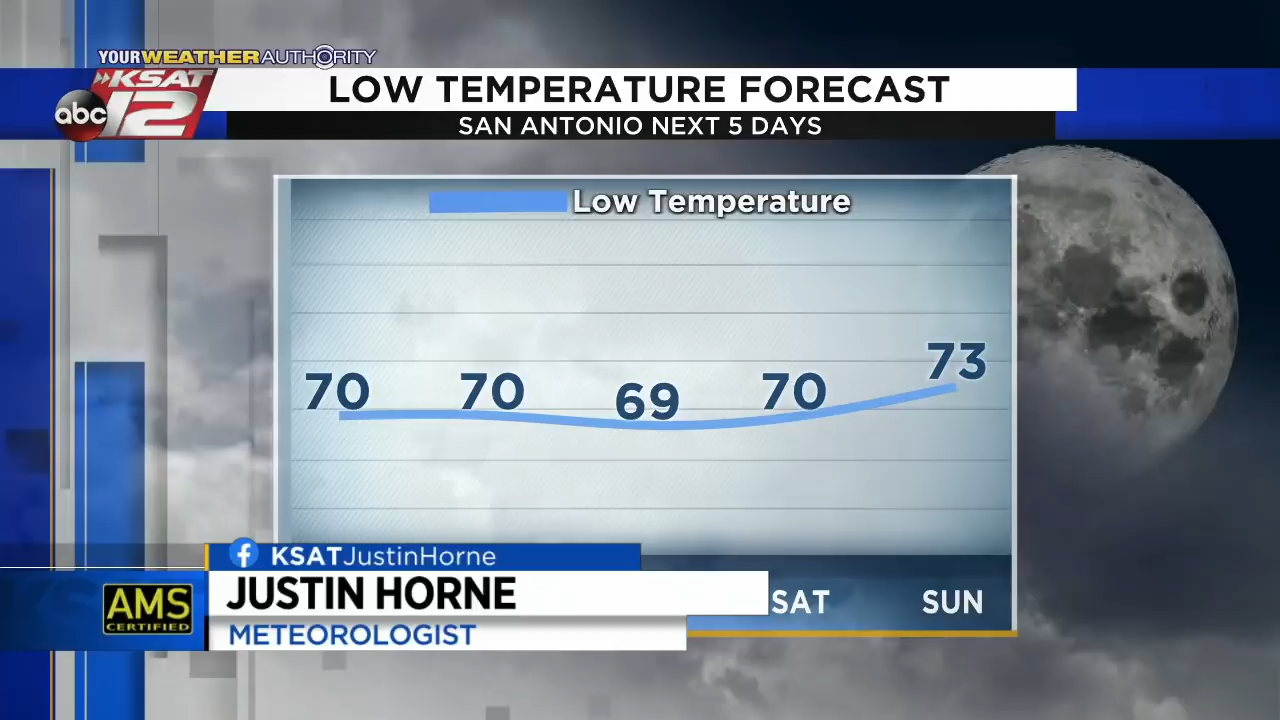 YOURWEATHERAUTHORITY
KSAT
abc 12
LOW TEMPERATURE FORECAST
SAN ANTONIO NEXT 5 DAYS
Low Temperature
70 70 69 70 73
KSATJustinHorne
JUSTIN HORNE
METEOROLOGIST
AMS
CERTIFIED
SAT SUN